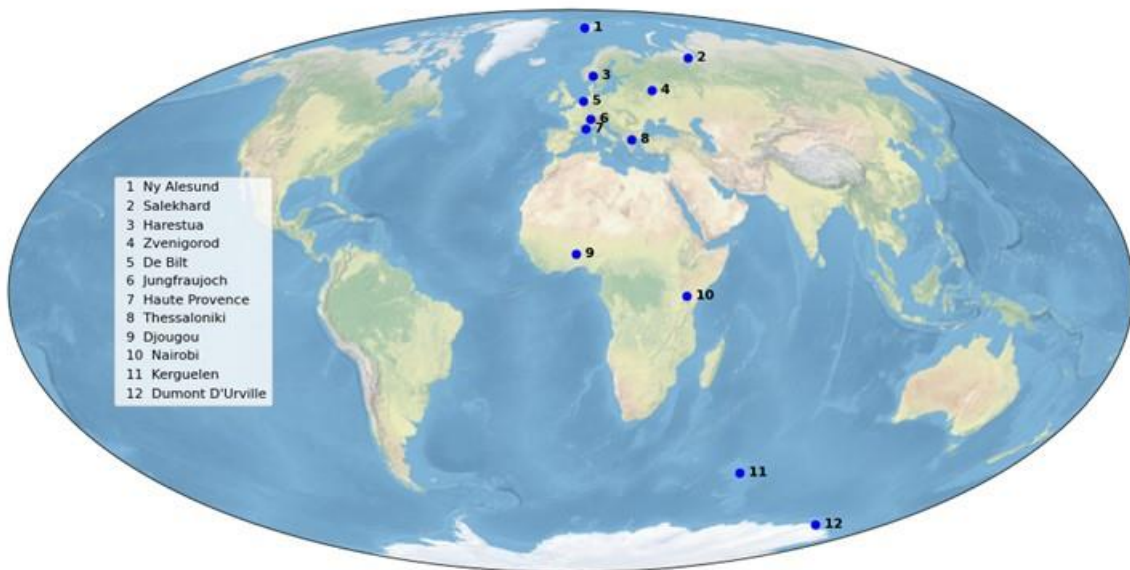 1
2
3
4
5
6
7
8
1 Ny Alesund
2 Salekhard
3 Harestua
4 Zvenigorod
5 De Bilt
6 Jungfraujoch
7 Haute Provence
8 Thessaloniki
9 Djougou
10 Nairobi
11 Kerguelen
12 Dumont D'Urville
9
10
11
12